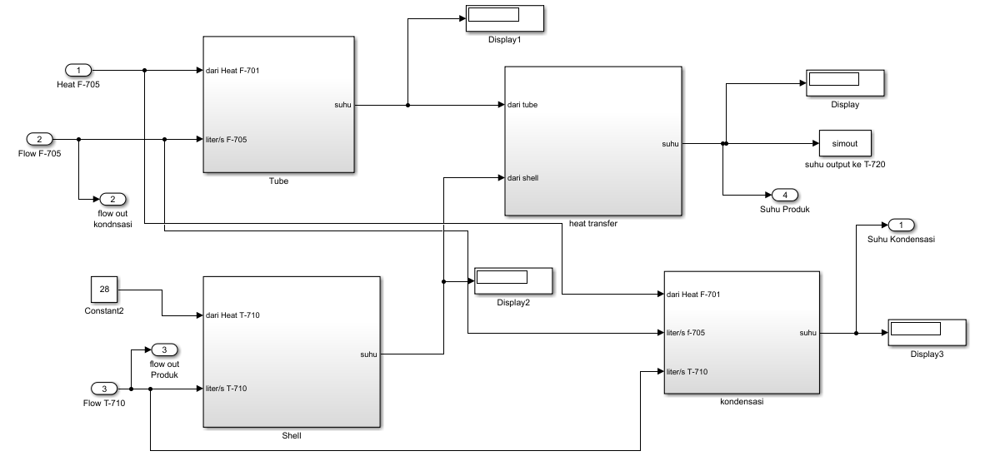 Display1
1
Heat F-705
dari Heat F-701
suhu
liter/s F-705
Tube
2
Flow F-705
2
flow out
kondnsasi
dari tube
suhu
dari shell
heat transfer
Display
simout
suhu output ke T-720
4
Suhu Produk
1
Suhu Kondensasi
28
Constant2
dari Heat T-710
suhu
liter/s T-710
Shell
3
flow out
Produk
3
Flow T-710
Display2
dari Heat F-701
liter/s f-705
suhu
liter/s T-710
kondensasi
Display3